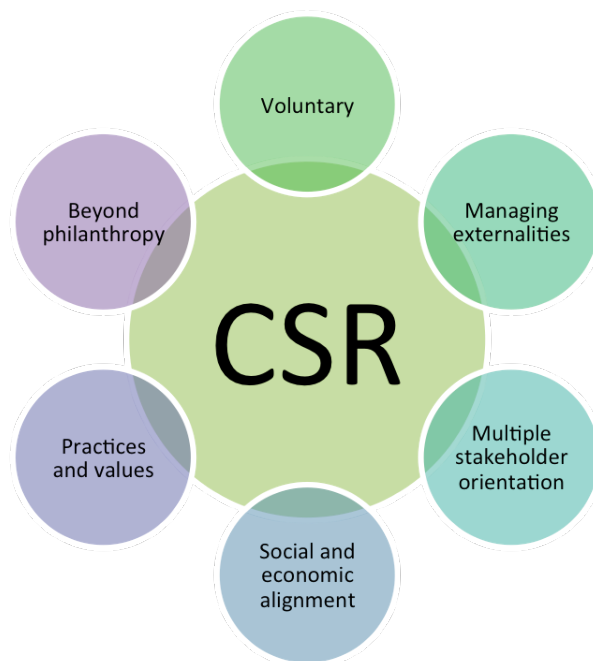 Voluntary
Managing
externalities
Multiple
stakeholder
orientation
Social and
economic
alignment
Practices
and values
Beyond
philanthropy
CSR